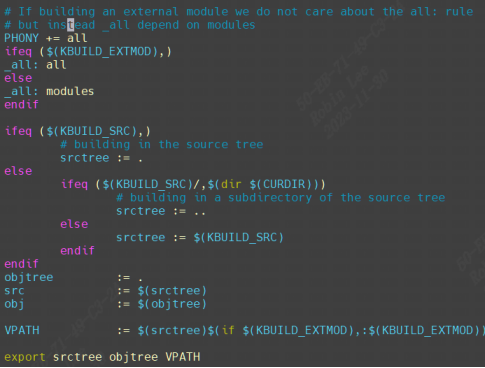 # If building an external module we do not care about the all: rule
# but instead _all depend on modules
PHONY += all
ifeq ($(KBUILD_EXTMOD),)
_all: all
else
_all: modules
endif
ifeq ($(KBUILD_SRC),)
        # building in the source tree
        srctree := .
else
        ifeq ($(KBUILD_SRC)/,$(dir $(CURDIR)))
                # building in a subdirectory of the source tree
                srctree := ..
        else
                srctree := $(KBUILD_SRC)
        endif
endif
objtree         := .
src             := $(srctree)
obj             := $(objtree)
VPATH           := $(srctree)$(if $(KBUILD_EXTMOD),:$(KBUILD_EXTMOD))
export srctree objtree VPATH